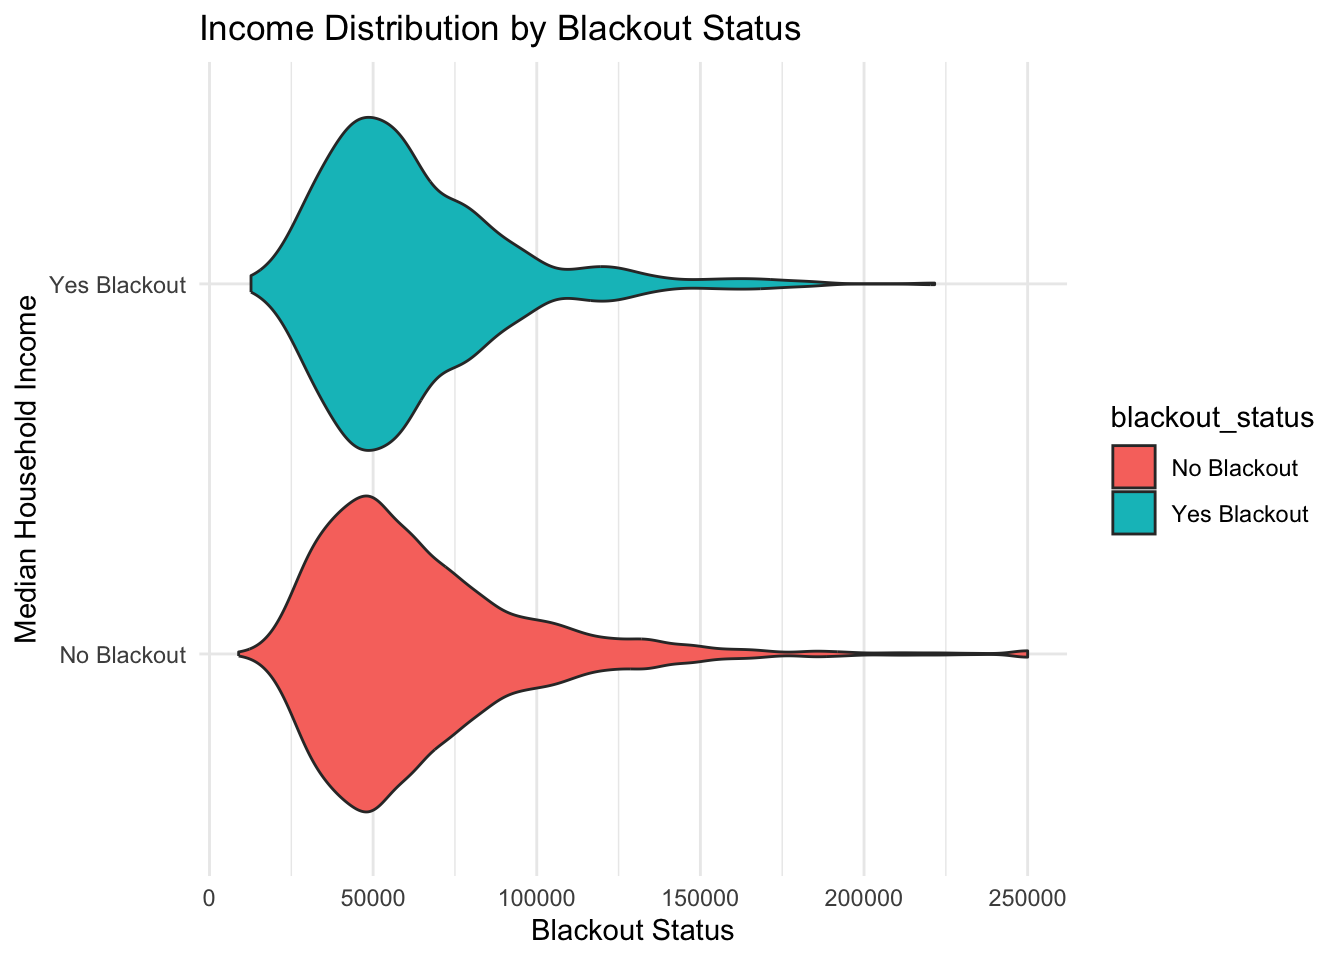 Income Distribution by Blackout Status
Median Household Income
Yes Blackout
No Blackout
0 50000 100000 150000 200000 250000
Blackout Status
blackout_status
No Blackout
Yes Blackout